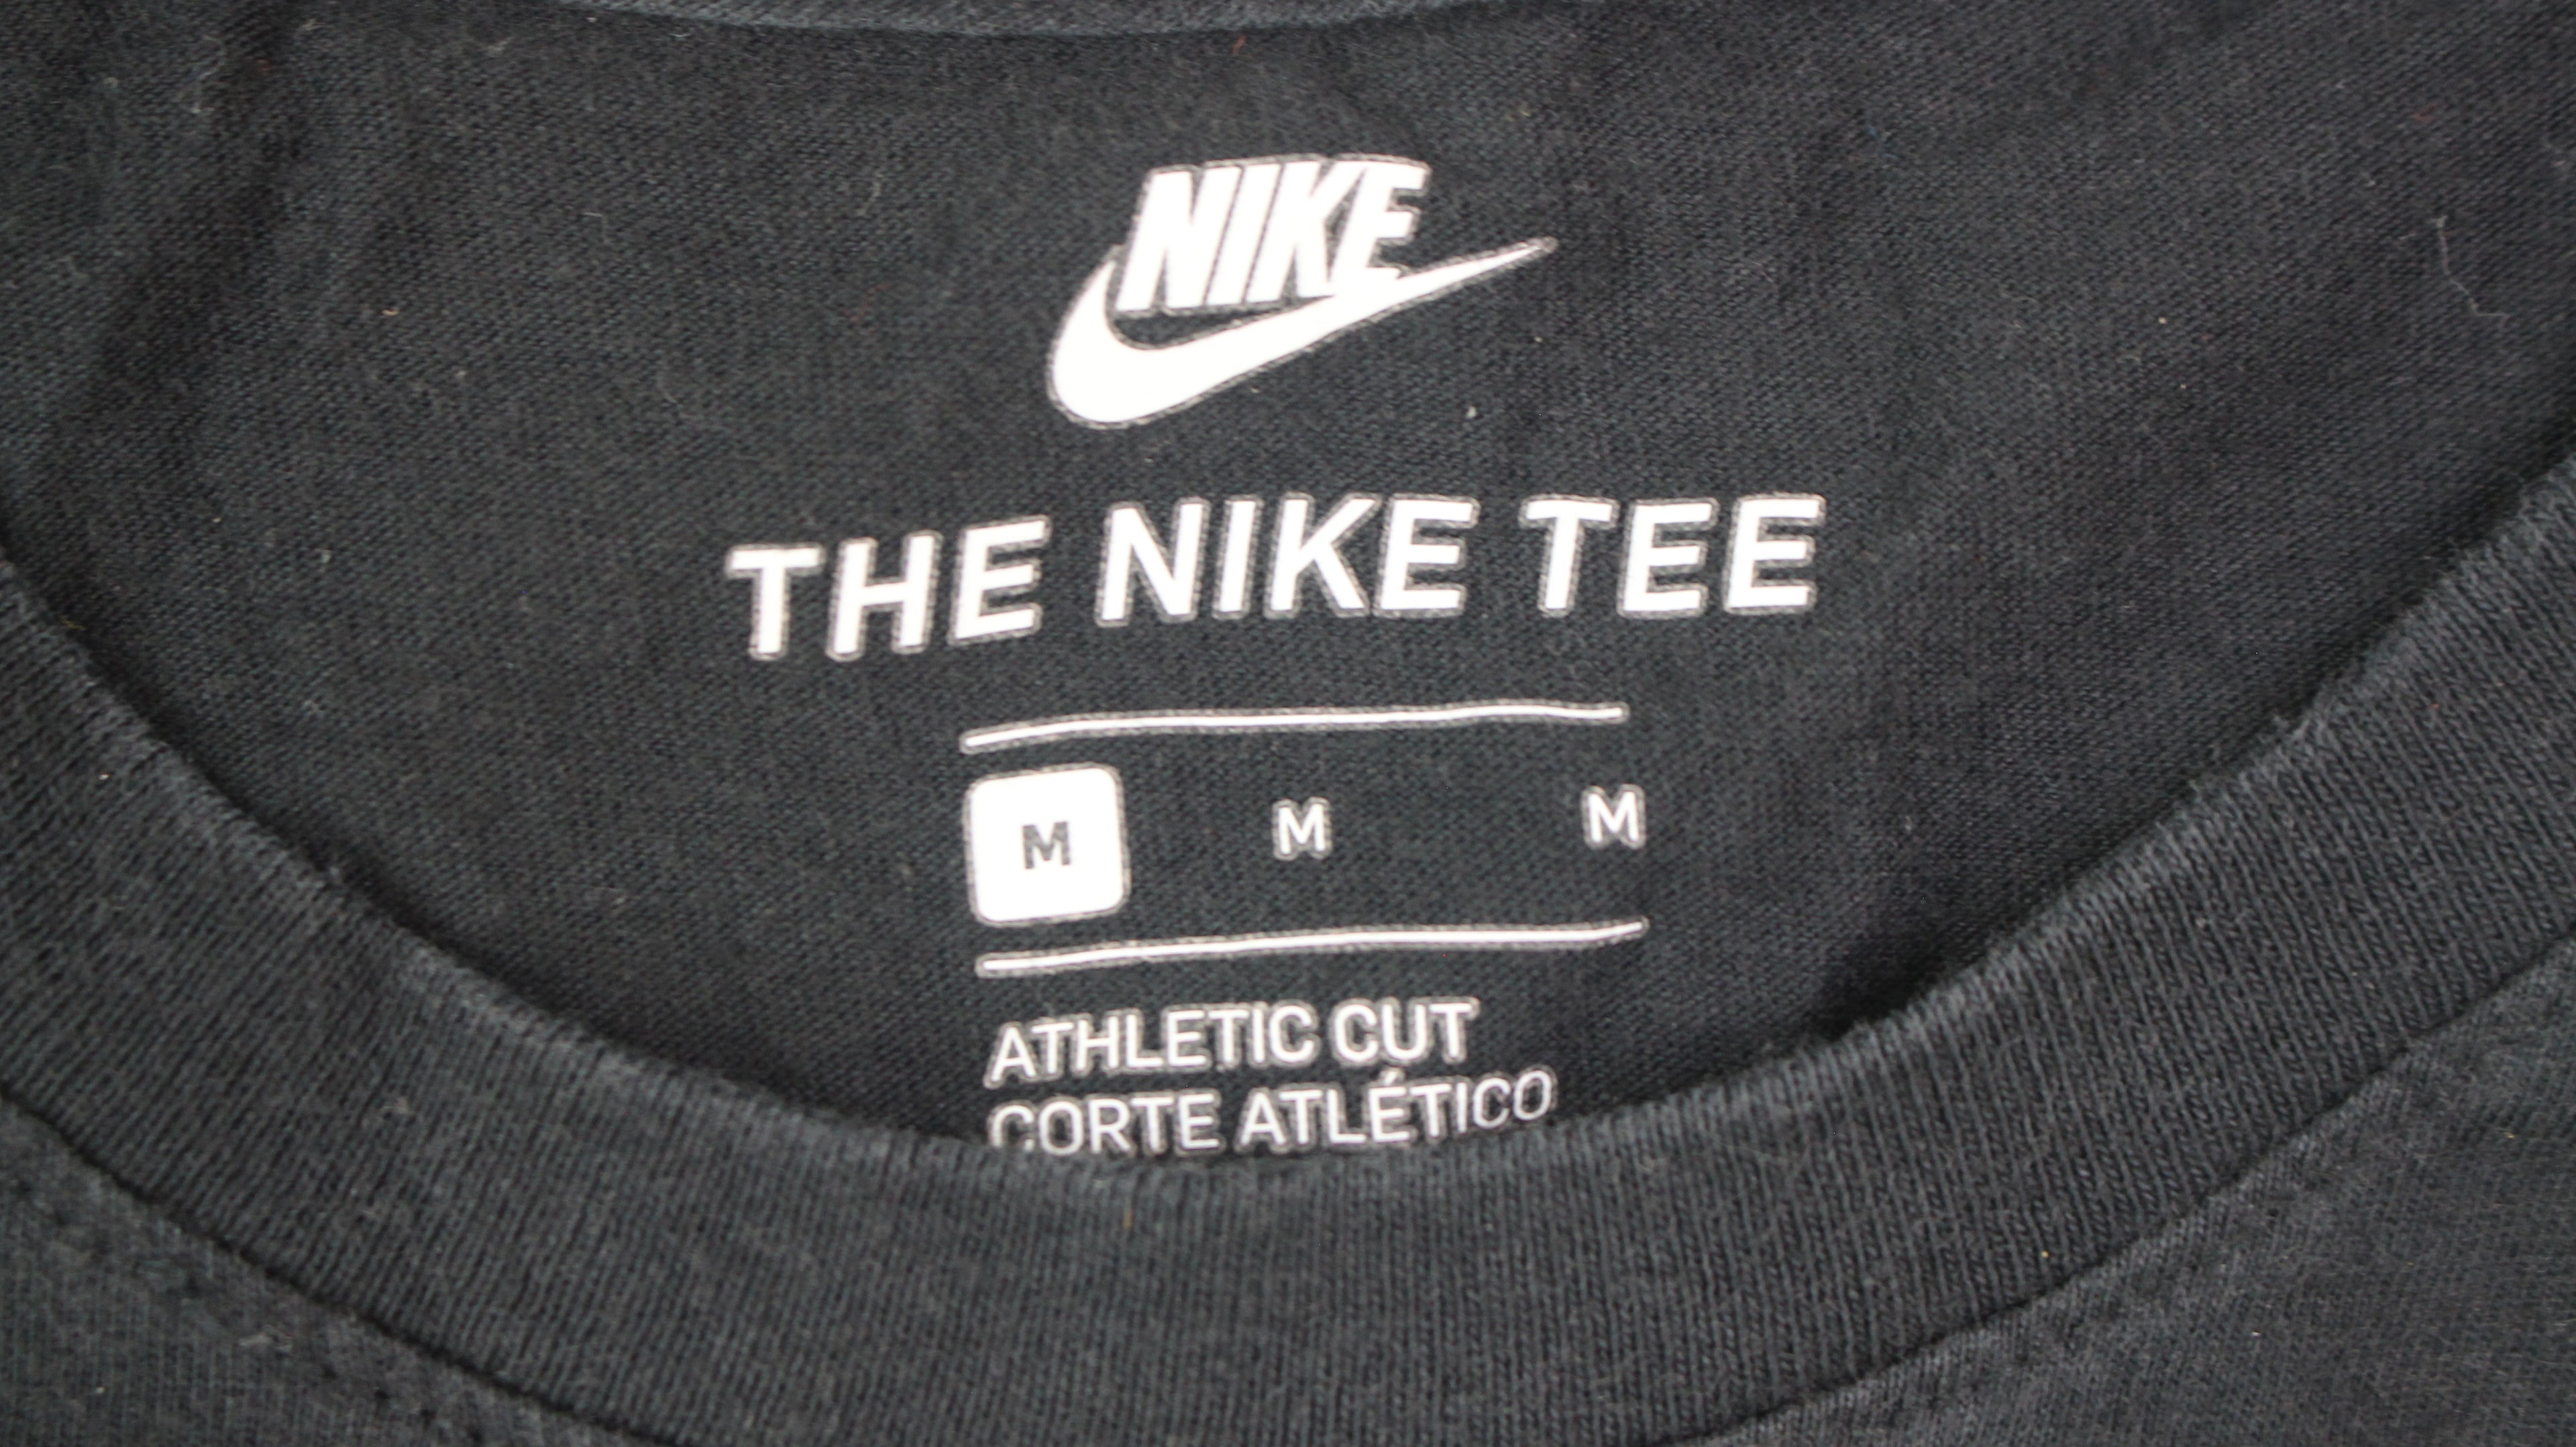 NIKE
THE NIKE TEE
M M M
ATHLETIC CUT
CORTE ATLÉTICO